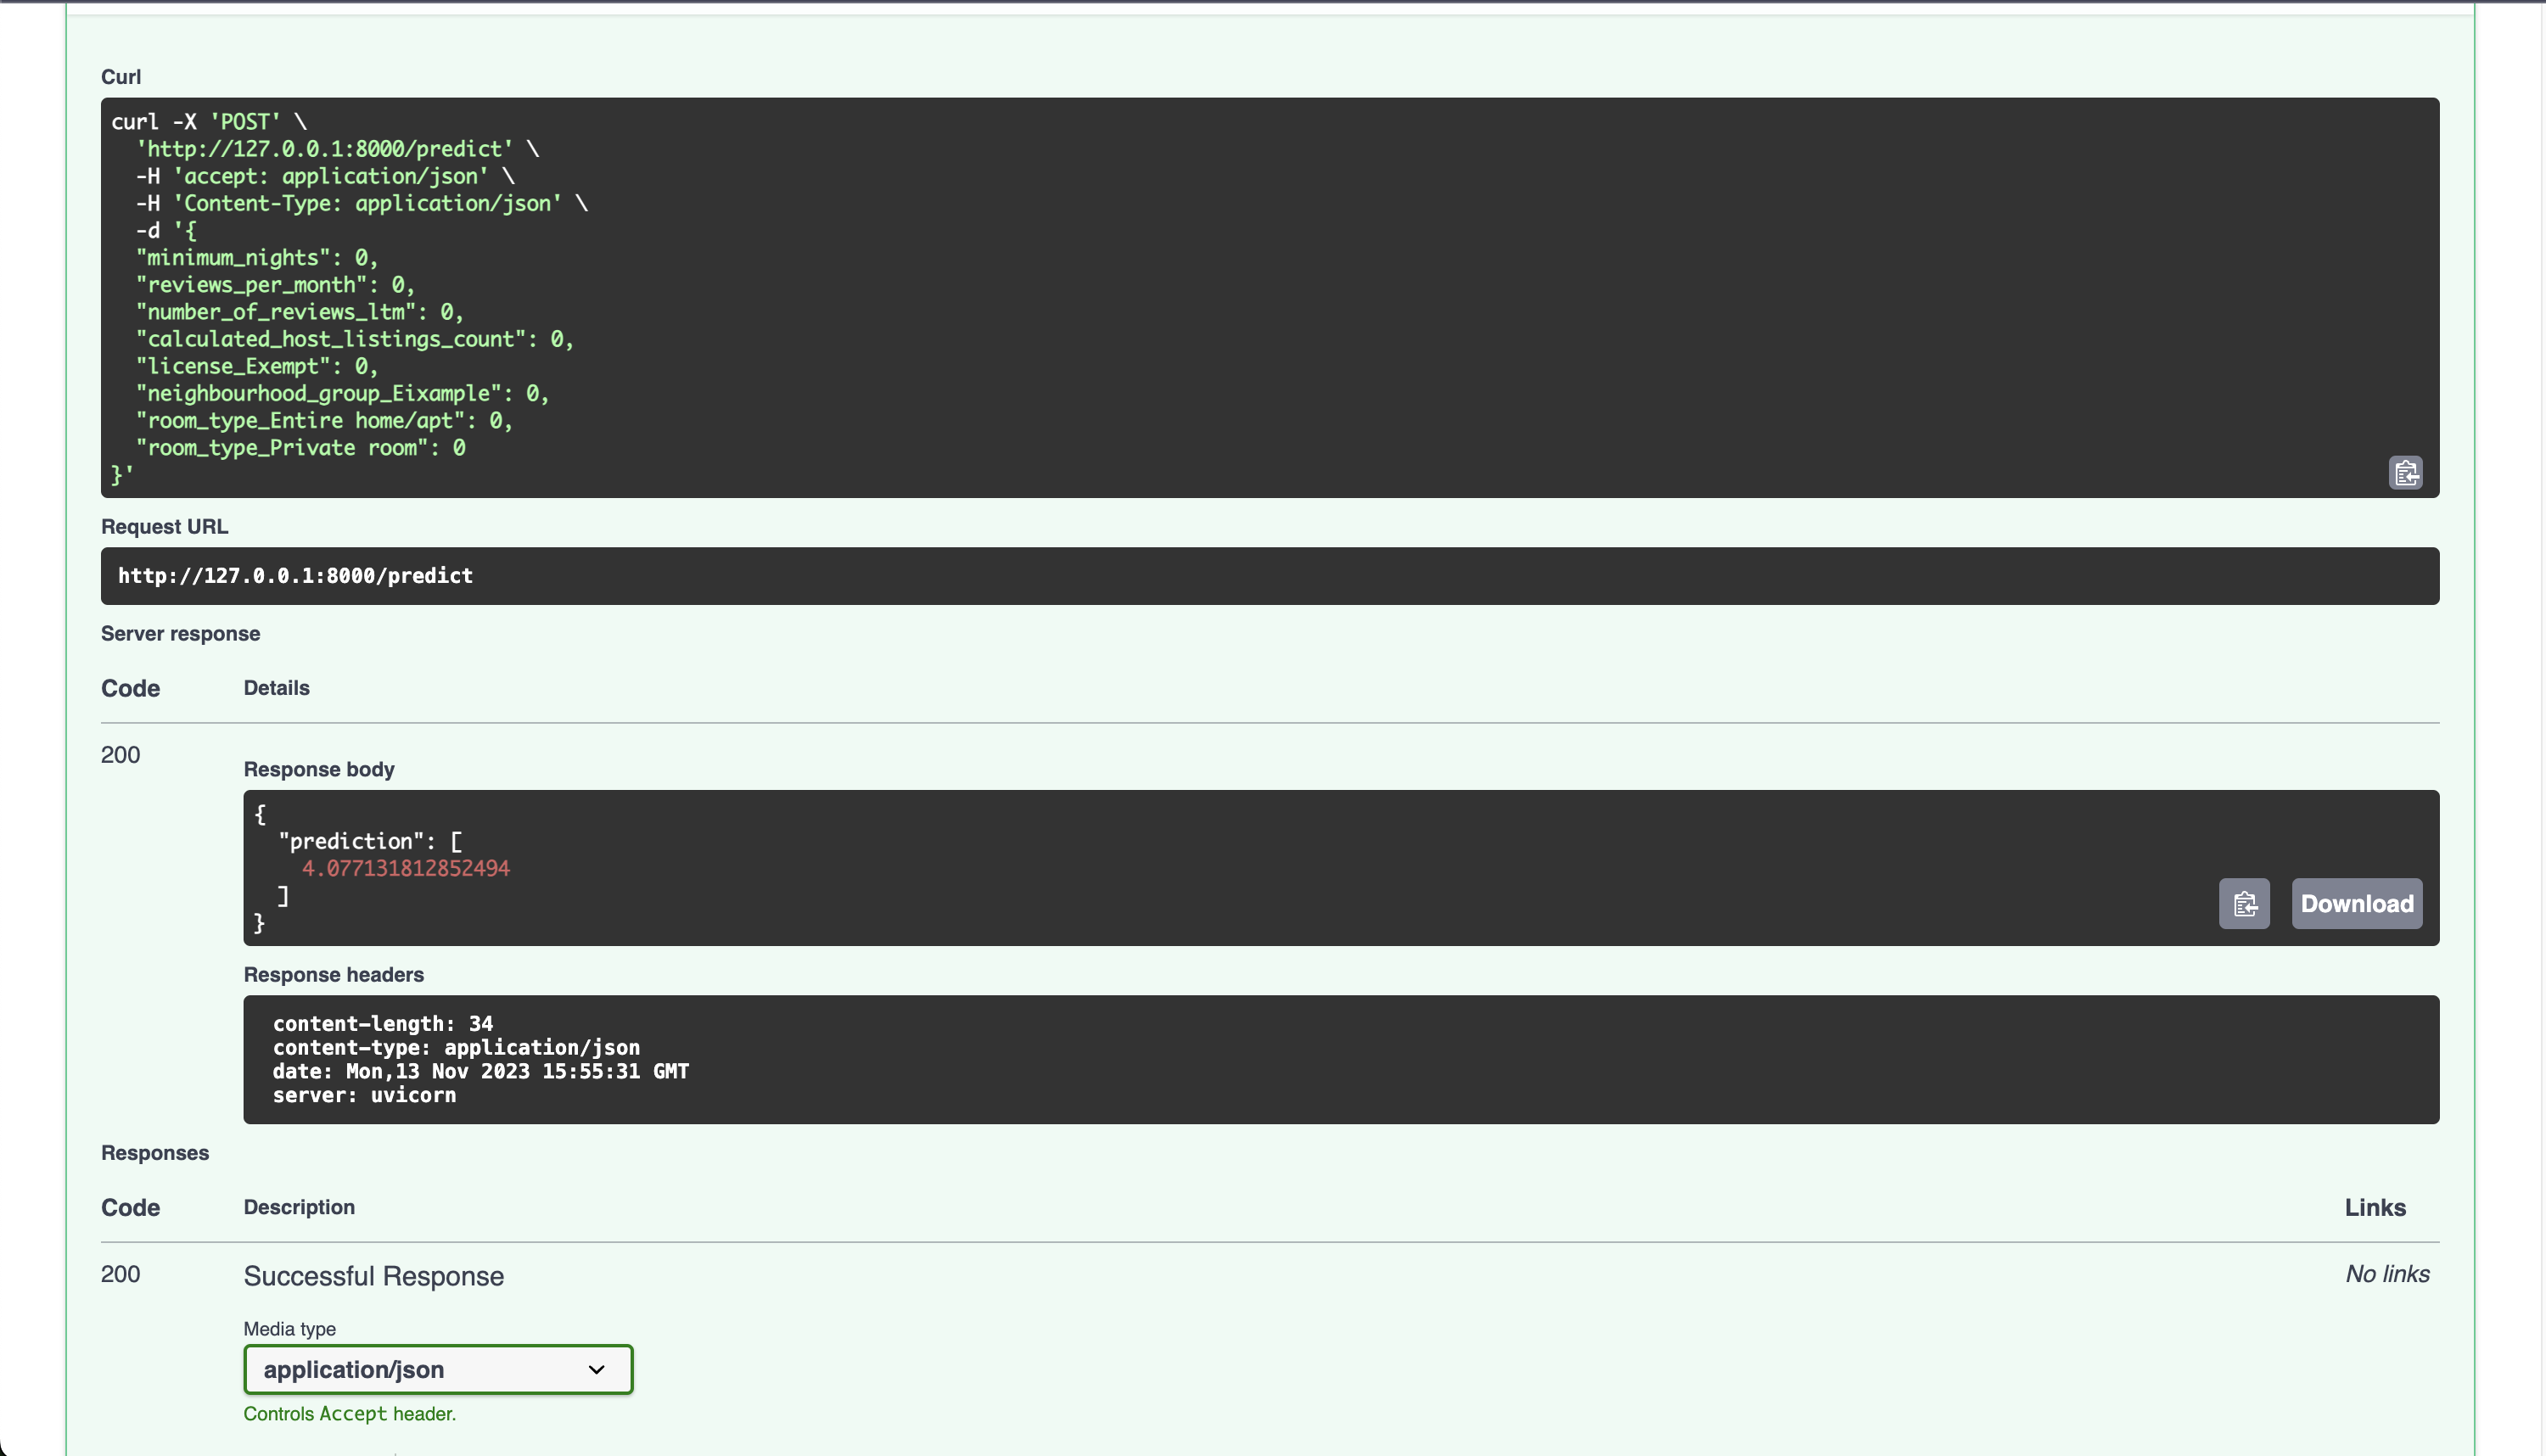 Curl
curl -X 'POST' \
'http://127.0.0.1:8000/predict' \
-H 'accept: application/json' \
-H 'Content-Type: application/json' \
-d '{
"minimum_nights": 0,
"reviews_per_month": 0,
"number_of_reviews_ltm": 0,
"calculated_host_listings_count": 0,
"license_Exempt": 0,
"neighbourhood_group_Eixample": 0,
"room_type_Entire home/apt": 0,
"room_type_Private room": 0
}'
Request URL
http://127.0.0.1:8000/predict
Server response
Code Details
200
Response body
{
"prediction": [
4.077131812852494
]
}
Download
Response headers
content-length: 34
content-type: application/json
date: Mon,13 Nov 2023 15:55:31 GMT
server: uvicorn
Responses
Code Description Links
200 Successful Response No links
Media type
application/json
Controls Accept header.